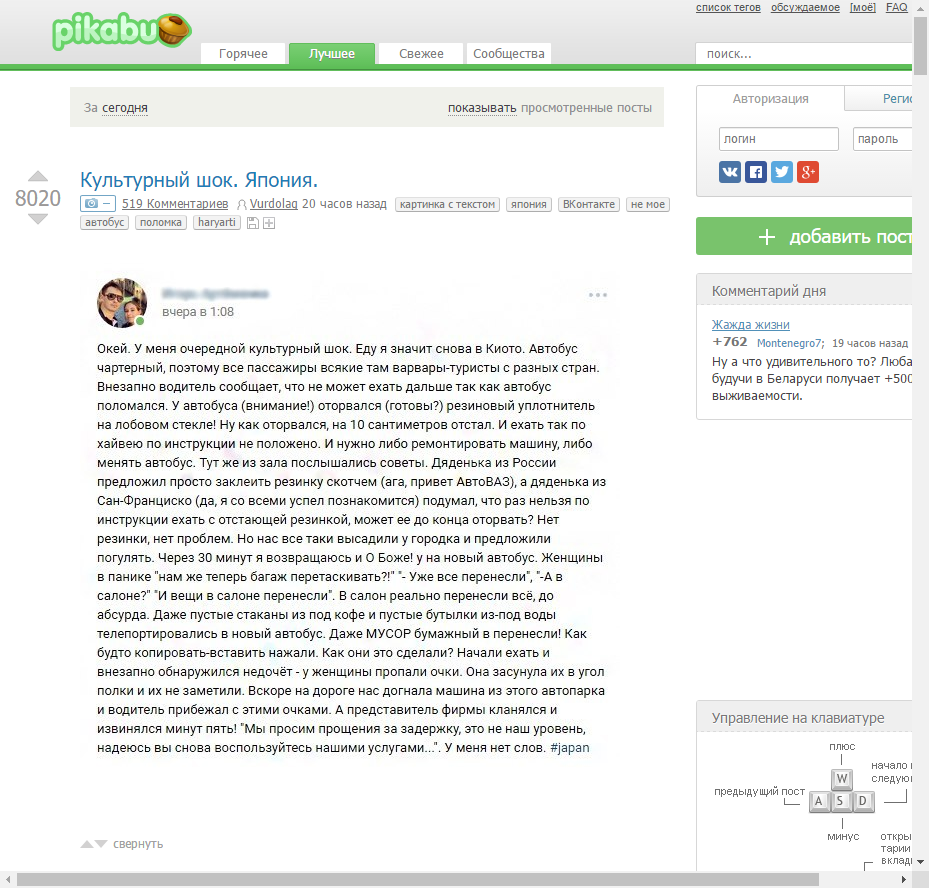 список тегов обсуждаемое [моё] FAQ
pikabu
Горячее Лучшее Свежее Сообщества
поиск...
За сегодня показывать просмотренные посты
Авторизация
логин пароль
8020
Культурный шок. Япония.
519 Комментариев Vurdolaq 20 часов назад картинка с текстом япония ВКонтакте не мое
автобус поломка haryarti
+ добавить
Комментарий дня
вчера в 1:08
Жажда жизни
+762 Montenegro7; 19 часов назад
Ну а что удивительного то?
будучи в Беларуси получает +500
выживаемости.
Окей. У меня очередной культурный шок. Еду я значит снова в Киото. Автобус
чартерный, поэтому все пассажиры всякие там варвары-туристы с разных стран.
Внезапно водитель сообщает, что не может ехать дальше так как автобус
поломался. У автобуса (внимание!) оторвался (готовы?) резиновый уплотнитель
на лобовом стекле! Ну как оторвался, на 10 сантиметров отстал. И ехать так по
хайвею по инструкции не положено. И нужно либо ремонтировать машину, либо
менять автобус. Тут же из зала послышались советы. Дяденька из России
предложил просто заклеить резинку скотчем (ага, привет АвтоВАЗ), а дяденька из
Сан-Франциско (да, я со всеми успел познакомится) подумал, что раз нельзя по
инструкции ехать с отстающей резинкой, может ее до конца оторвать? Нет
резинки, нет проблем. Но нас все таки высадили у городка и предложили
погулять. Через 30 минут я возвращаюсь и О Боже! у на новый автобус. Женщины
в панике "нам же теперь багаж перетаскивать?!" "- Уже все перенесли", "-А в
салоне?" "И вещи в салоне перенесли". В салон реально перенесли всё, до
абсурда. Даже пустые стаканы из под кофе и пустые бутылки из-под воды
телепортировались в новый автобус. Даже МУСОР бумажный в перенесли! Как
будто копировать-вставить нажали. Как они это сделали? Начали ехать и
внезапно обнаружился недочёт - у женщины пропали очки. Она засунула их в угол
полки и их не заметили. Вскоре на дороге нас догнала машина из этого автопарка
и водитель прибежал с этими очками. А представитель фирмы кланялся и
извинялся минут пять! "Мы просим прощения за задержку, это не наш уровень,
надеюсь вы снова воспользуйтесь нашими услугами...". У меня нет слов. #japan
Управление на клавиатуре
плюс
начало
W
предыдущий пост A S D
минус
свернуть